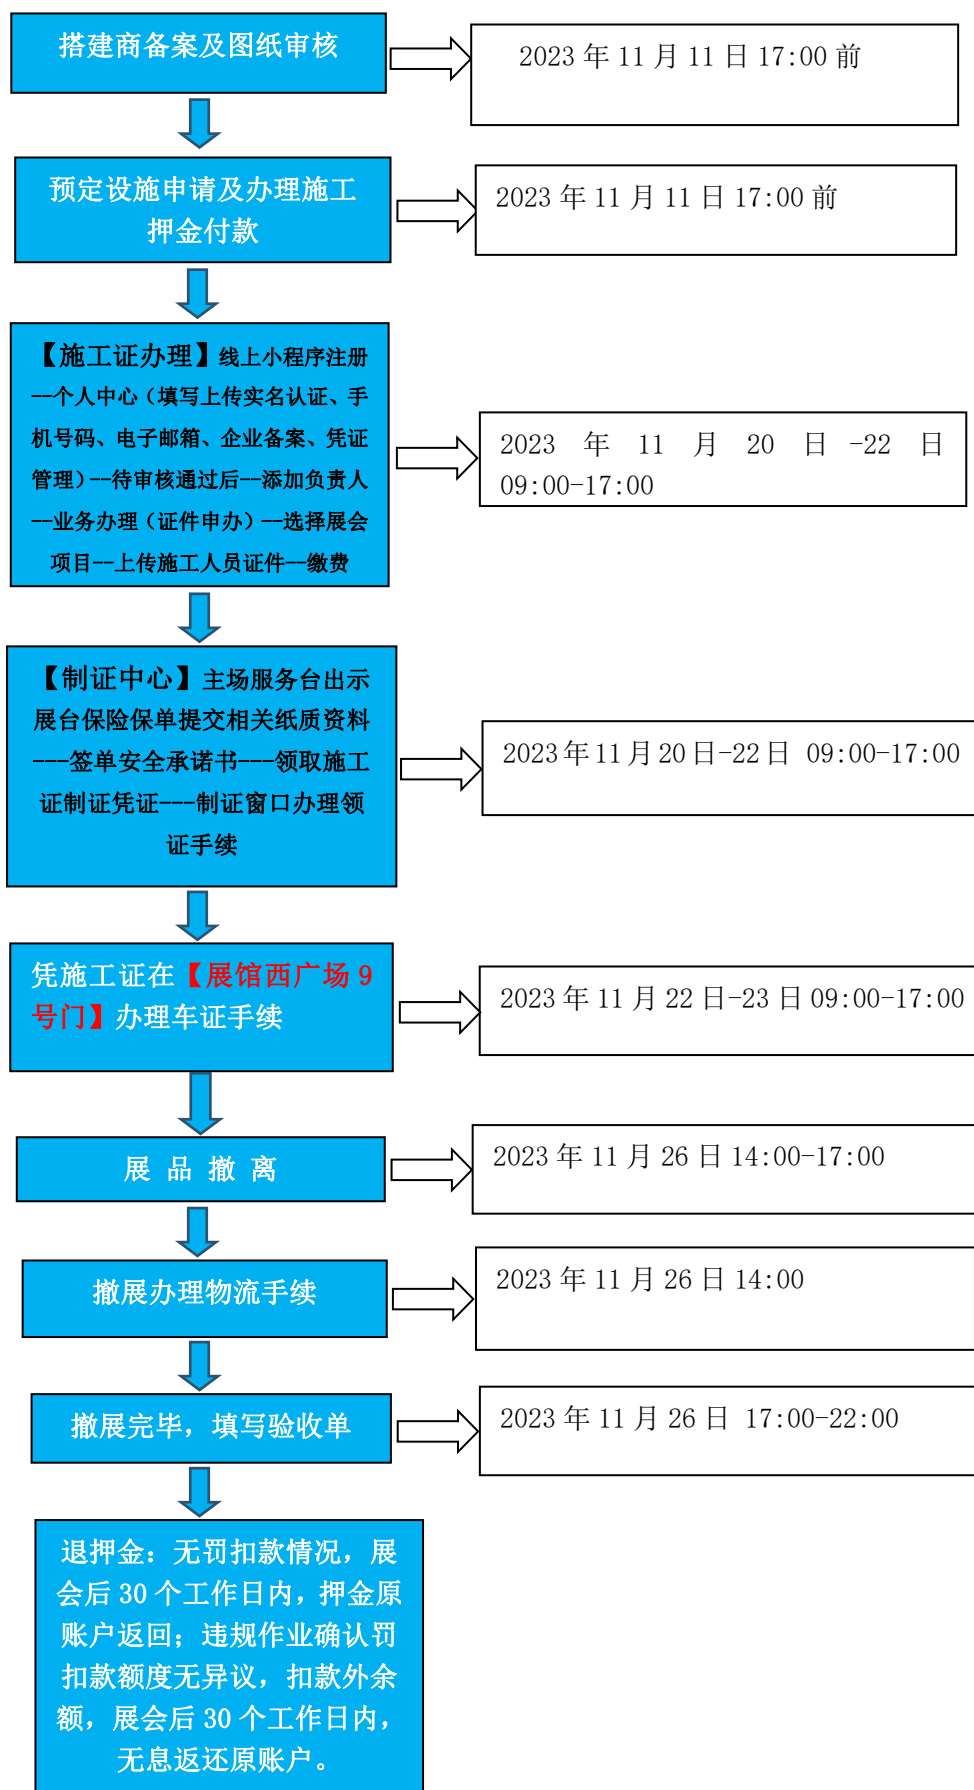 搭建商备案及图纸审核
2023 年 11 月 11 日 17:00 前
预定设施申请及办理施工
押金付款
2023 年 11 月 11 日 17:00 前
【施工证办理】线上小程序注册
--个人中心（填写上传实名认证、手
机号码、电子邮箱、企业备案、凭证
管理）--待审核通过后--添加负责人
--业务办理（证件申办）--选择展会
项目--上传施工人员证件--缴费
2023 年 11 月 20 日 -22 日
09:00-17:00
【制证中心】主场服务台出示
展台保险保单提交相关纸质资料
---签单安全承诺书---领取施工
证制证凭证---制证窗口办理领
证手续
2023 年 11 月 20 日-22 日 09:00-17:00
凭施工证在【展馆西广场 9
号门】办理车证手续
2023 年 11 月 22 日-23 日 09:00-17:00
展 品 撤 离
2023 年 11 月 26 日 14:00-17:00
撤展办理物流手续
2023 年 11 月 26 日 14:00
撤展完毕，填写验收单
2023 年 11 月 26 日 17:00-22:00
退押金：无罚扣款情况，展
会后 30 个工作日内，押金原
账户返回；违规作业确认罚
扣款额度无异议，扣款外余
额，展会后 30 个工作日内，
无息返还原账户。